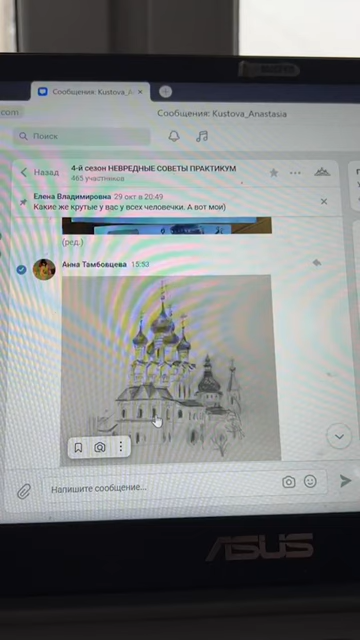 Сообщения: Kustova_A
com
Сообщения: Kustova_Anastasia
Поиск
Назад
4-й сезон НЕВРЕДНЫЕ СОВЕТЫ ПРАКТИКУМ
465 участников
Елена Владимировна 29 окт в 20:49
Какие же крутые у вас у всех человечки. А вот мой)
(ред.)
Анна Тамбовцева 15:53
Напишите сообщение...
ASUS